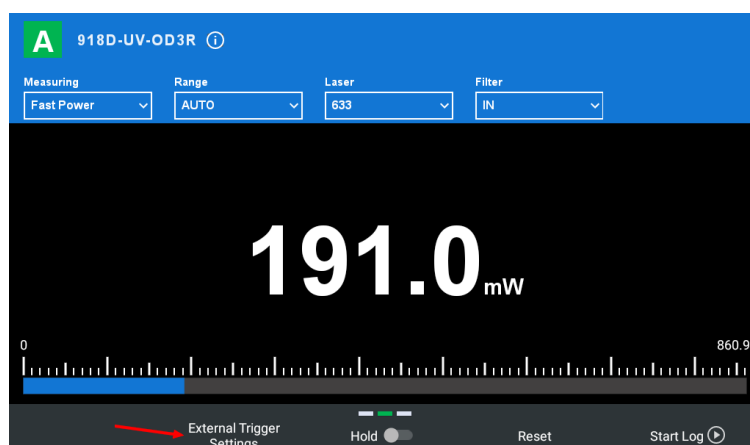 A 918D-UV-OD3R
Measuring Range Laser Filter
Fast Power AUTO 633 IN
191.0 mW
0 860.9
External Trigger
Settings
Hold Reset Start Log